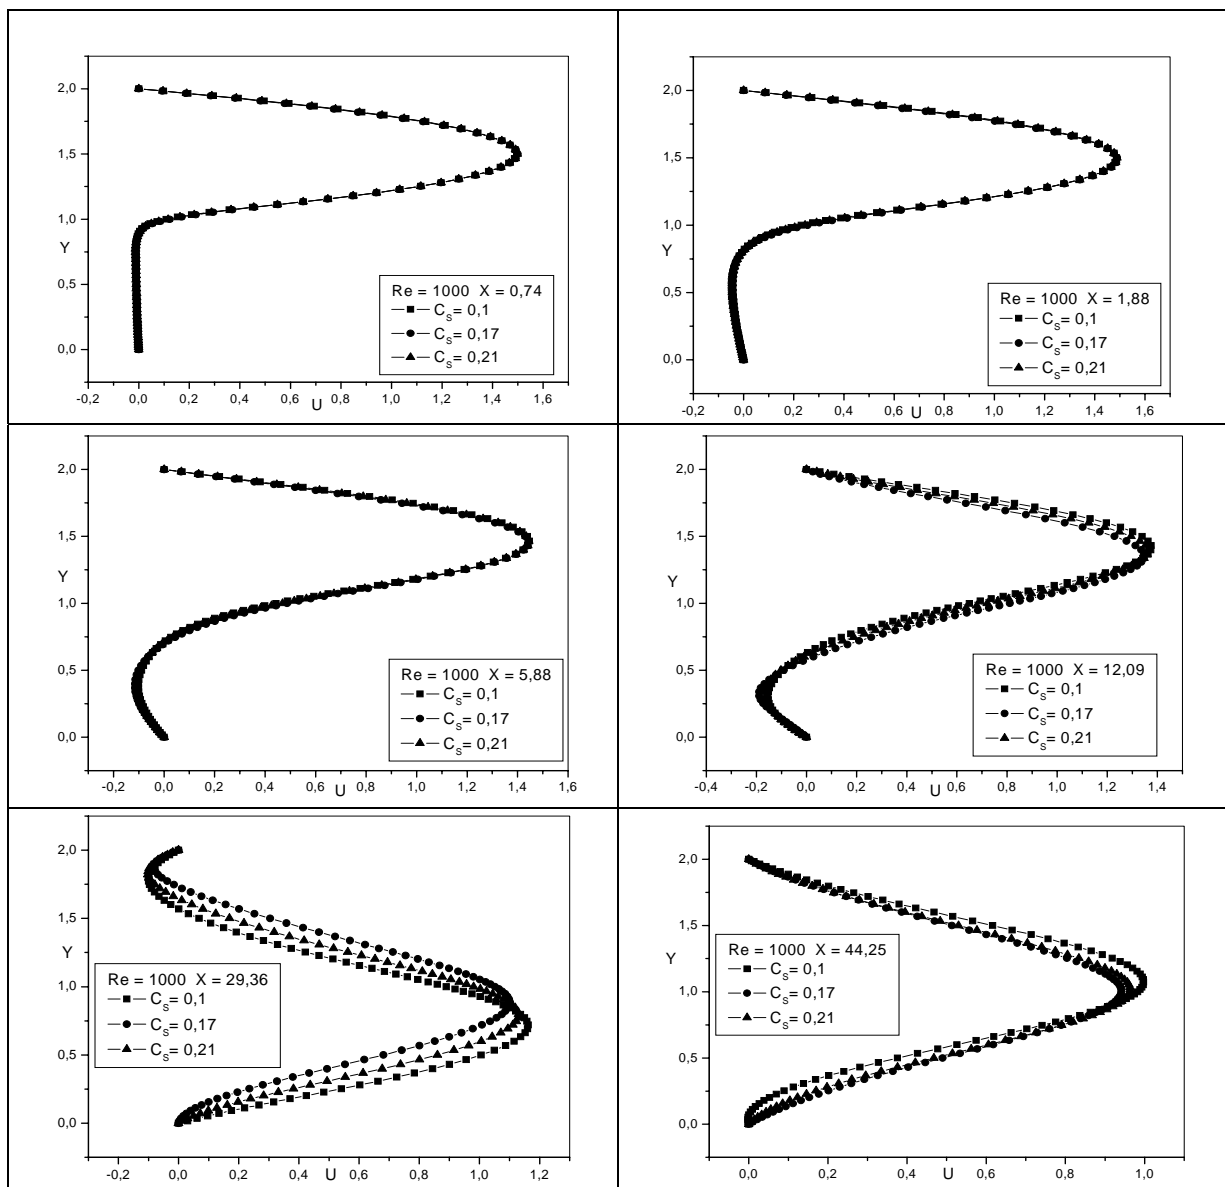 2,0
1,5
1,0
Y
0,5
0,0
Re = 1000 X = 0,74
C_S= 0,1
C_S= 0,17
C_S= 0,21
-0,2 0,0 0,2 0,4 0,6 0,8 1,0 1,2 1,4 1,6
U
2,0
1,5
1,0
Y
0,5
0,0
Re = 1000 X = 1,88
C_S= 0,1
C_S= 0,17
C_S= 0,21
-0,2 0,0 0,2 0,4 0,6 0,8 1,0 1,2 1,4 1,6
U
2,0
1,5
Y
1,0
0,5
0,0
Re = 1000 X = 5,88
C_S= 0,1
C_S= 0,17
C_S= 0,21
-0,2 0,0 0,2 0,4 0,6 0,8 1,0 1,2 1,4 1,6
U
2,0
1,5
Y
1,0
0,5
0,0
Re = 1000 X = 12,09
C_S= 0,1
C_S= 0,17
C_S= 0,21
-0,4 -0,2 0,0 0,2 0,4 0,6 0,8 1,0 1,2 1,4
U
2,0
1,5
Y
1,0
0,5
0,0
Re = 1000 X = 29,36
C_S= 0,1
C_S= 0,17
C_S= 0,21
-0,2 0,0 0,2 0,4 0,6 0,8 1,0 1,2
U
2,0
1,5
Y
1,0
0,5
0,0
Re = 1000 X = 44,25
C_S= 0,1
C_S= 0,17
C_S= 0,21
0,0 0,2 0,4 0,6 0,8 1,0
U